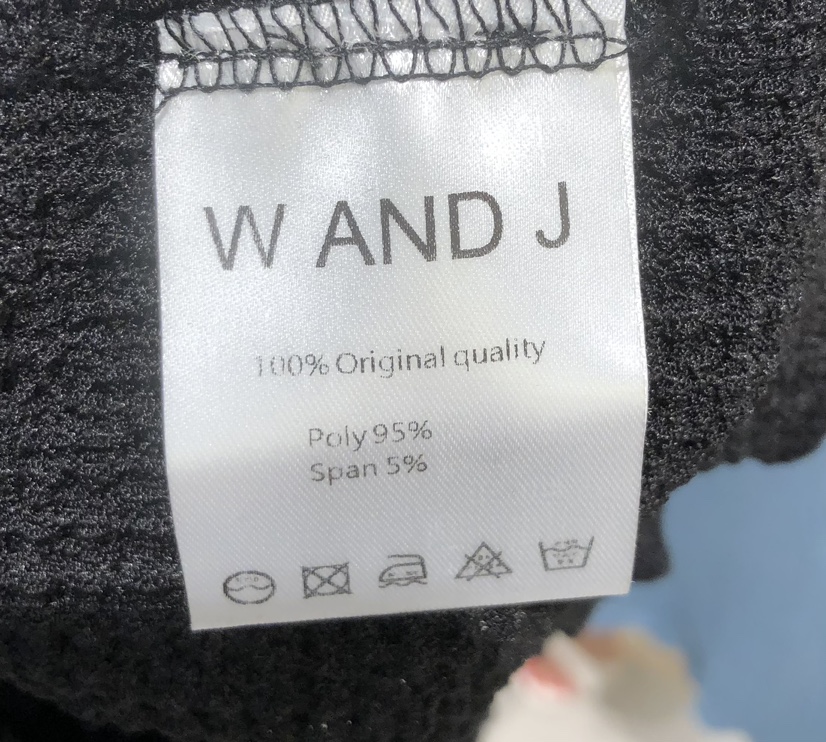 W AND J
100% Original quality
Poly 95%
Span 5%